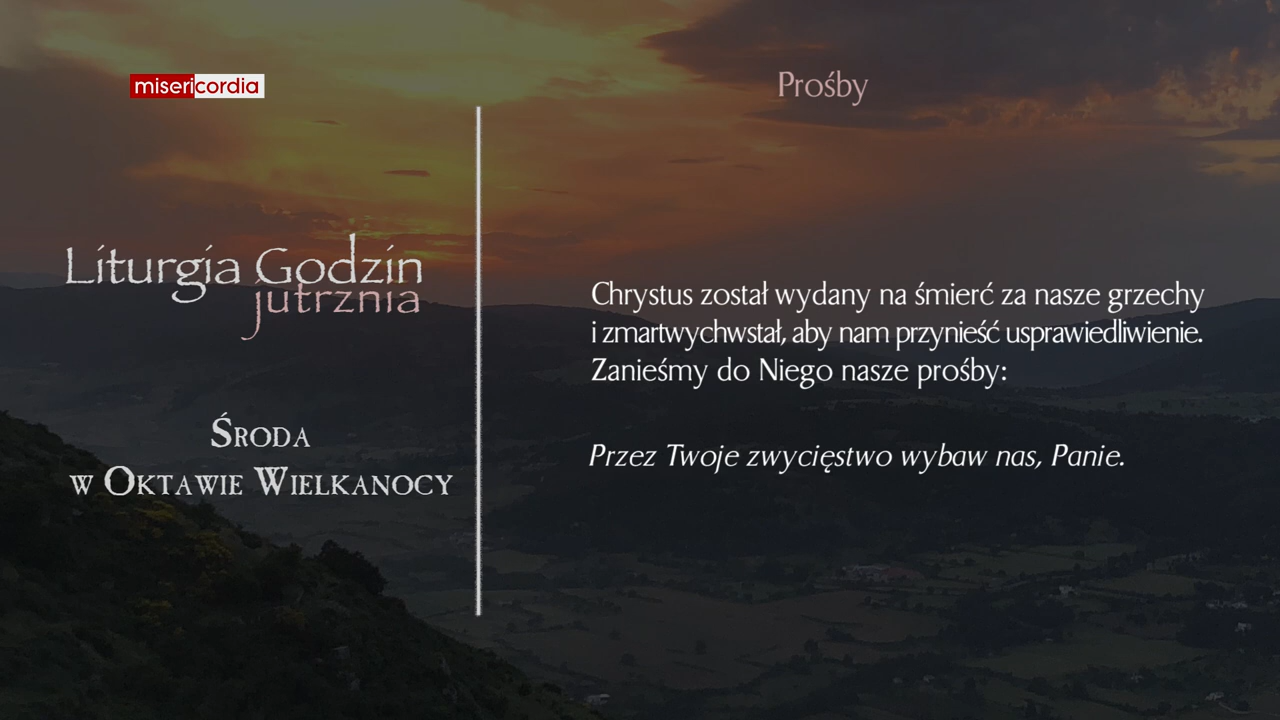 misericordia
Liturgia Godzin
jutrznia
Środa
w Oktawie Wielkanocy
Prośby
Chrystus został wydany na śmierć za nasze grzechy
i zmartwychwstał, aby nam przynieść usprawiedliwienie.
Zanieśmy do Niego nasze prośby:
Przez Twoje zwycięstwo wybaw nas, Panie.